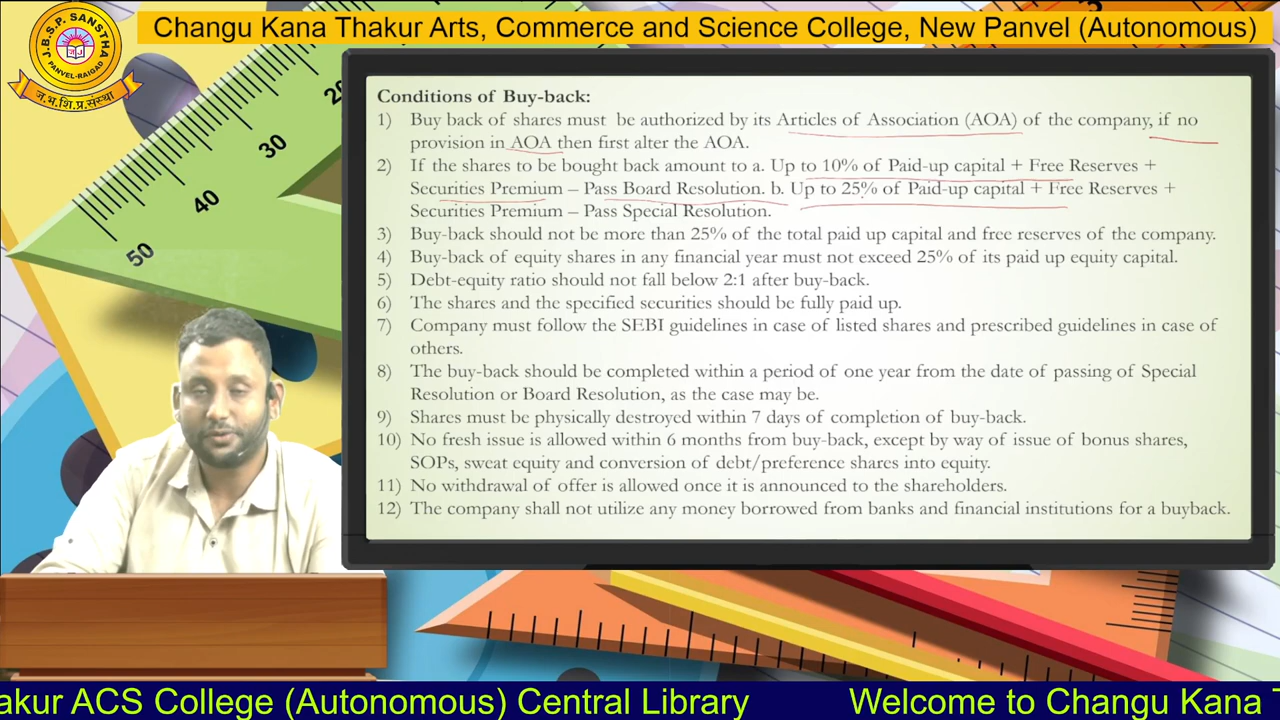 Changu Kana Thakur Arts, Commerce and Science College, New Panvel (Autonomous)
J.B.S.P. SANSTHA
PANVEL-RAIGAD
ज.भ.शि.प्र.संस्था
20
30
40
50
Conditions of Buy-back:
1) Buy back of shares must be authorized by its Articles of Association (AOA) of the company, if no
provision in AOA then first alter the AOA.
2) If the shares to be bought back amount to a. Up to 10% of Paid-up capital + Free Reserves +
Securities Premium – Pass Board Resolution. b. Up to 25% of Paid-up capital + Free Reserves +
Securities Premium – Pass Special Resolution.
3) Buy-back should not be more than 25% of the total paid up capital and free reserves of the company.
4) Buy-back of equity shares in any financial year must not exceed 25% of its paid up equity capital.
5) Debt-equity ratio should not fall below 2:1 after buy-back.
6) The shares and the specified securities should be fully paid up.
7) Company must follow the SEBI guidelines in case of listed shares and prescribed guidelines in case of
others.
8) The buy-back should be completed within a period of one year from the date of passing of Special
Resolution or Board Resolution, as the case may be.
9) Shares must be physically destroyed within 7 days of completion of buy-back.
10) No fresh issue is allowed within 6 months from buy-back, except by way of issue of bonus shares,
SOPs, sweat equity and conversion of debt/preference shares into equity.
11) No withdrawal of offer is allowed once it is announced to the shareholders.
12) The company shall not utilize any money borrowed from banks and financial institutions for a buyback.
akur ACS College (Autonomous) Central Library Welcome to Changu Kana T